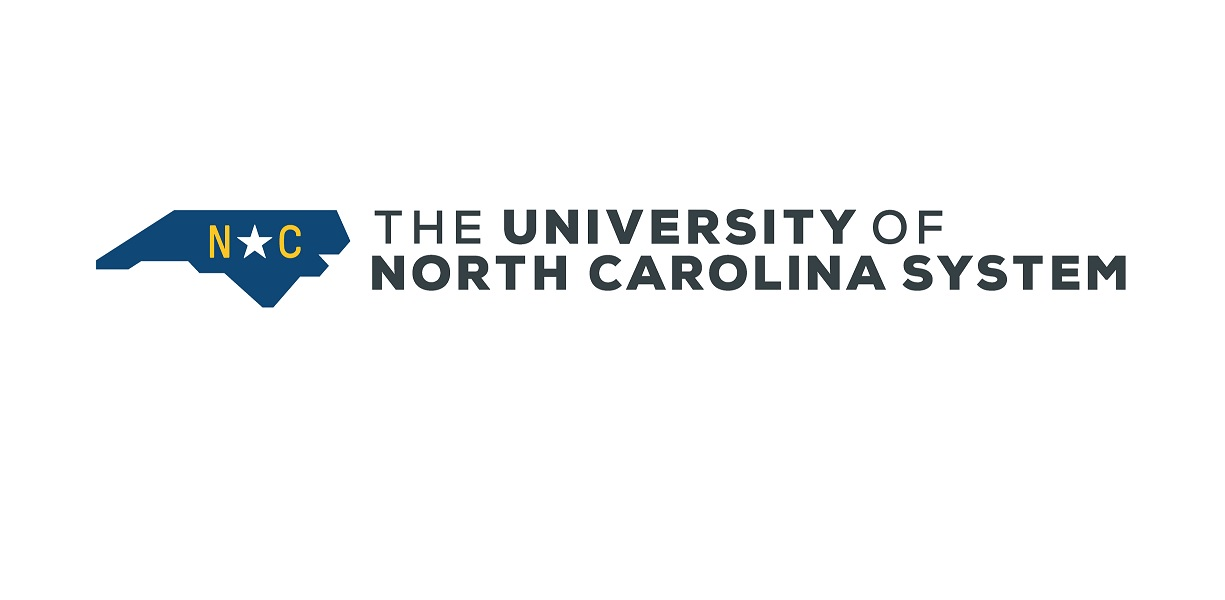 N★C
THE UNIVERSITY OF
NORTH CAROLINA SYSTEM